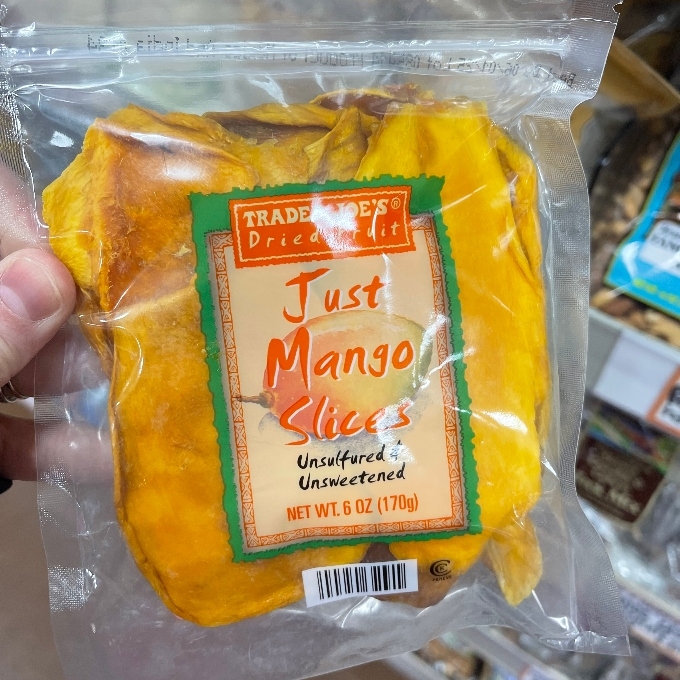 TRADER JOE'S®
Dried Fruit
Just
Mango
Slices
Unsulfured &
Unsweetened
NET WT. 6 OZ (170g)